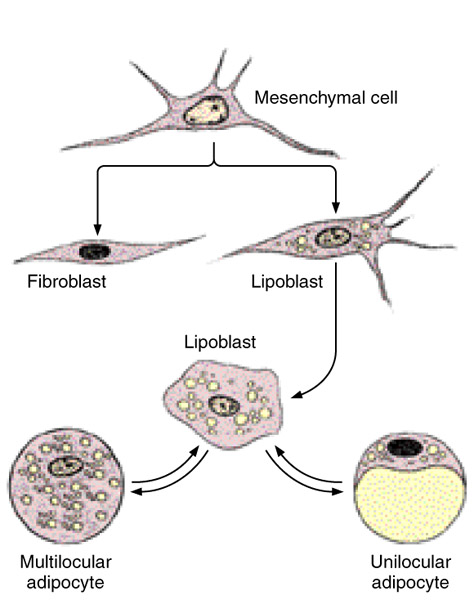 Mesenchymal cell
Fibroblast
Lipoblast
Lipoblast
Multilocular
adipocyte
Unilocular
adipocyte